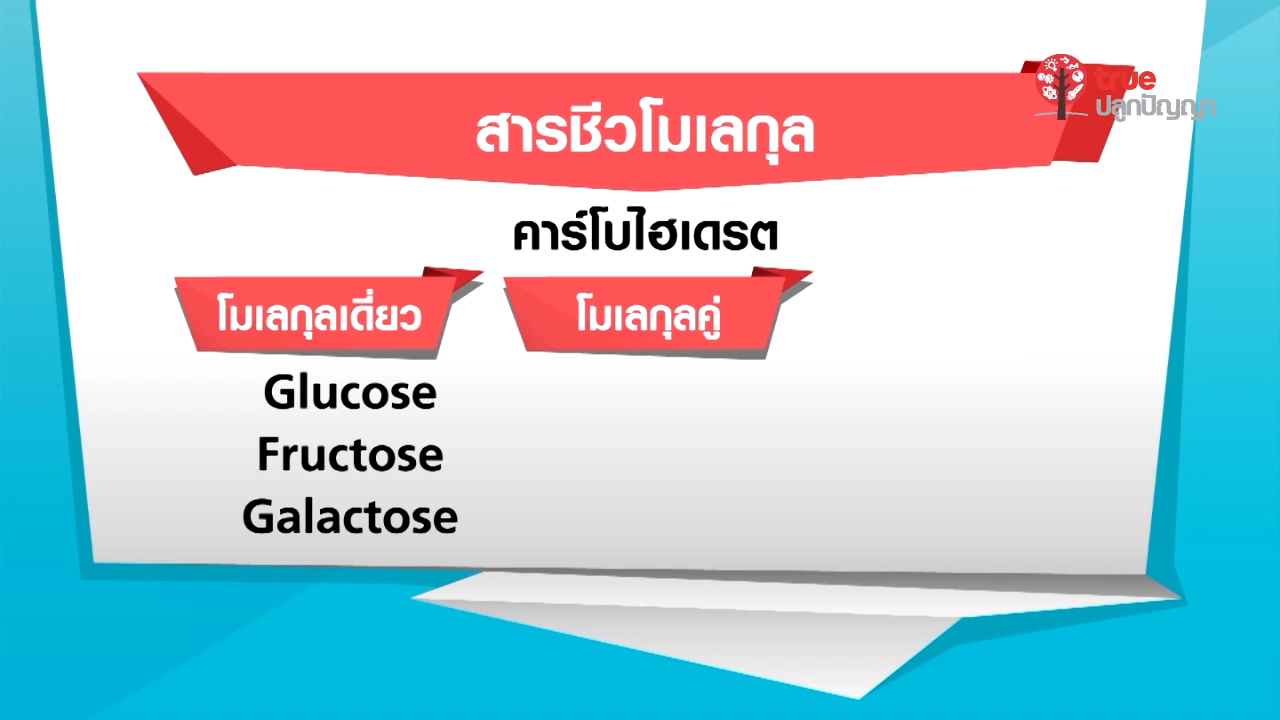 true
ปลูกปัญญา
สารชีวโมเลกุล
คาร์โบไฮเดรต
โมเลกุลเดี่ยว
โมเลกุลคู่
Glucose
Fructose
Galactose